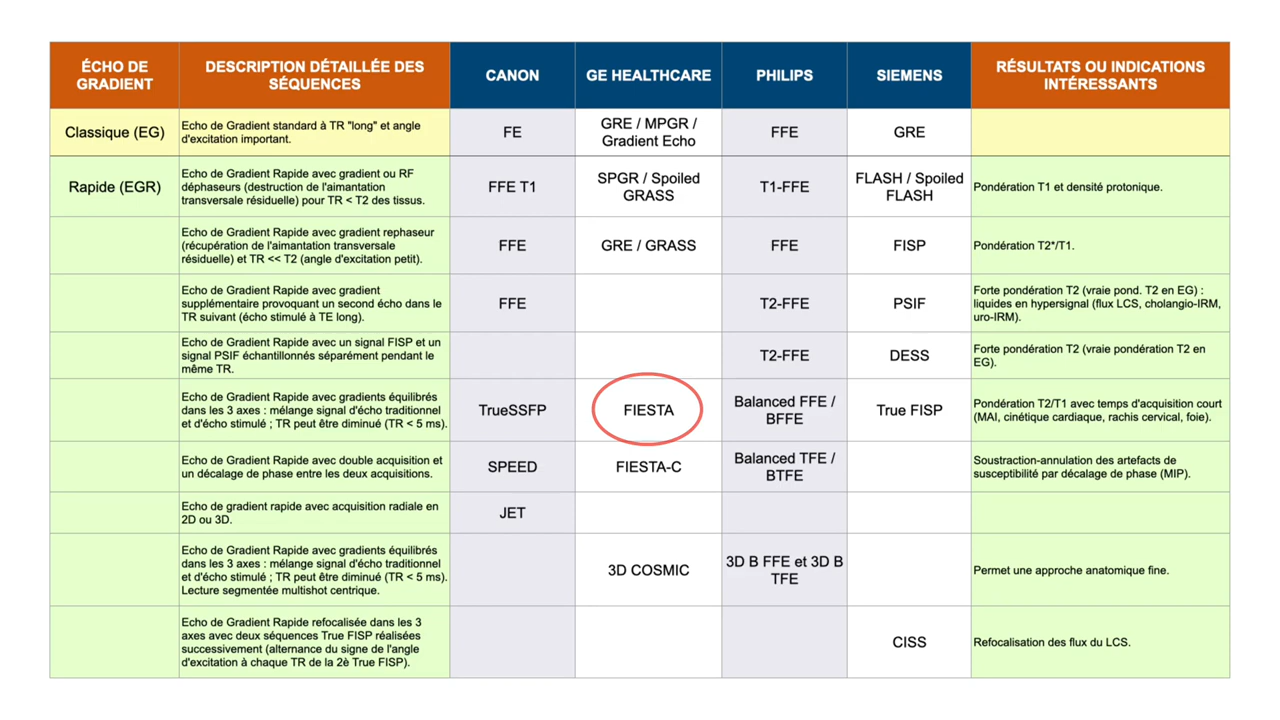 ÉCHO DE
GRADIENT
DESCRIPTION DÉTAILLÉE DES
SÉQUENCES
CANON
GE HEALTHCARE
PHILIPS
SIEMENS
RÉSULTATS OU INDICATIONS
INTÉRESSANTS
Classique (EG)
Echo de Gradient standard à TR "long" et angle
d'excitation important.
FE
GRE / MPGR /
Gradient Echo
FFE
GRE
Rapide (EGR)
Echo de Gradient Rapide avec gradient ou RF
déphaseurs (destruction de l'aimantation
transversale résiduelle) pour TR < T2 des tissus.
FFE T1
SPGR / Spoiled
GRASS
T1-FFE
FLASH / Spoiled
FLASH
Pondération T1 et densité protonique.
Echo de Gradient Rapide avec gradient rephaseur
(récupération de l'aimantation transversale
résiduelle) et TR << T2 (angle d'excitation petit).
FFE
GRE / GRASS
FFE
FISP
Pondération T2*/T1.
Echo de Gradient Rapide avec gradient
supplémentaire provoquant un second écho dans le
TR suivant (écho stimulé à TE long).
FFE
T2-FFE
PSIF
Forte pondération T2 (vraie pond. T2 en EG) :
liquides en hypersignal (flux LCS, cholangio-IRM,
uro-IRM).
Echo de Gradient Rapide avec un signal FISP et un
signal PSIF échantillonnés séparément pendant le
même TR.
T2-FFE
DESS
Forte pondération T2 (vraie pondération T2 en
EG).
Echo de Gradient Rapide avec gradients équilibrés
dans les 3 axes : mélange signal d'écho traditionnel
et d'écho stimulé ; TR peut être diminué (TR < 5 ms).
TrueSSFP
FIESTA
Balanced FFE /
BFFE
True FISP
Pondération T2/T1 avec temps d'acquisition court
(MAI, cinétique cardiaque, rachis cervical, foie).
Echo de Gradient Rapide avec double acquisition et
un décalage de phase entre les deux acquisitions.
SPEED
FIESTA-C
Balanced TFE /
BTFE
Soustraction-annulation des artefacts de
susceptibilité par décalage de phase (MIP).
Echo de gradient rapide avec acquisition radiale en
2D ou 3D.
JET
Echo de Gradient Rapide avec gradients équilibrés
dans les 3 axes : mélange signal d'écho traditionnel
et d'écho stimulé ; TR peut être diminué (TR < 5 ms).
Lecture segmentée multishot centrique.
3D COSMIC
3D B FFE et 3D B
TFE
Permet une approche anatomique fine.
Echo de Gradient Rapide refocalisée dans les 3
axes avec deux séquences True FISP réalisées
successivement (alternance du signe de l'angle
d'excitation à chaque TR de la 2è True FISP).
CISS
Refocalisation des flux du LCS.